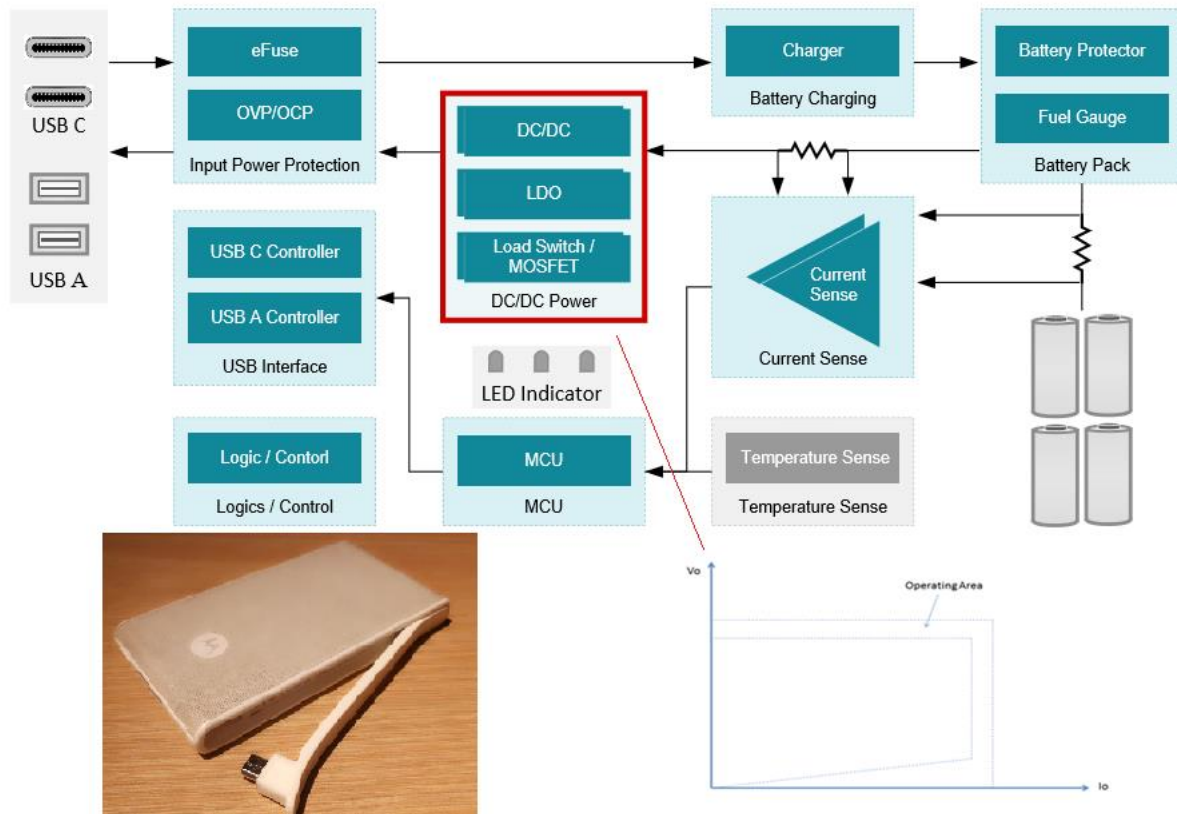 USB C
USB A
eFuse
OVP/OCP
Input Power Protection
USB C Controller
USB A Controller
USB Interface
Logic / Contorl
Logics / Control
DC/DC
LDO
Load Switch /
MOSFET
DC/DC Power
LED Indicator
MCU
MCU
Charger
Battery Charging
Current
Sense
Current Sense
Temperature Sense
Temperature Sense
Battery Protector
Fuel Gauge
Battery Pack
Vo
Operating Area
Io